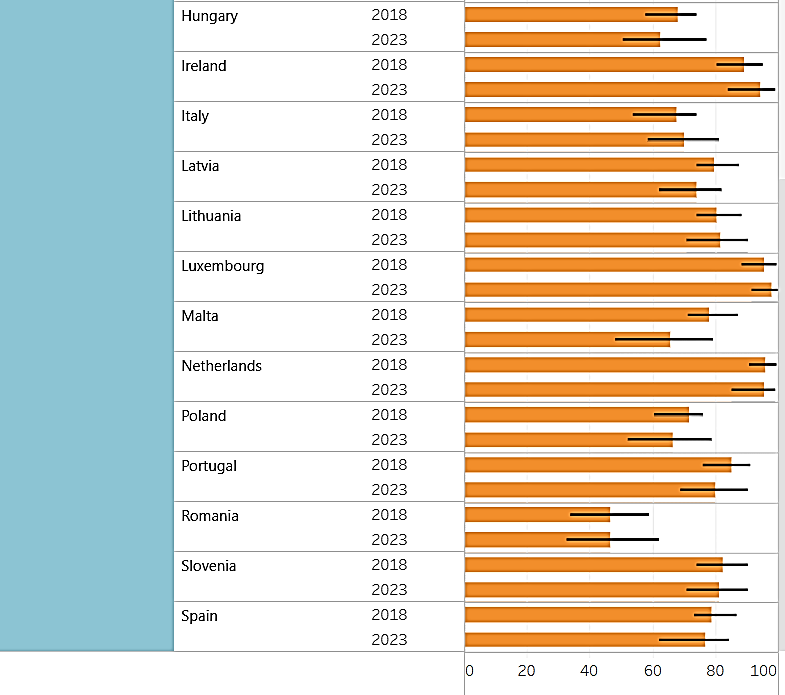 Hungary 2018
2023
Ireland 2018
2023
Italy 2018
2023
Latvia 2018
2023
Lithuania 2018
2023
Luxembourg 2018
2023
Malta 2018
2023
Netherlands 2018
2023
Poland 2018
2023
Portugal 2018
2023
Romania 2018
2023
Slovenia 2018
2023
Spain 2018
2023
0 20 40 60 80 100